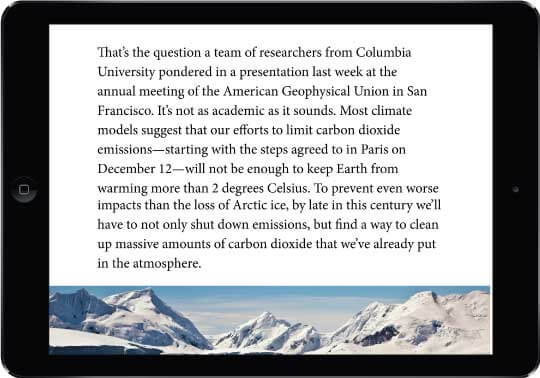 That's the question a team of researchers from Columbia
University pondered in a presentation last week at the
annual meeting of the American Geophysical Union in San
Francisco. It's not as academic as it sounds. Most climate
models suggest that our efforts to limit carbon dioxide
emissions—starting with the steps agreed to in Paris on
December 12—will not be enough to keep Earth from
warming more than 2 degrees Celsius. To prevent even worse
impacts than the loss of Arctic ice, by late in this century we'll
have to not only shut down emissions, but find a way to clean
up massive amounts of carbon dioxide that we've already put
in the atmosphere.